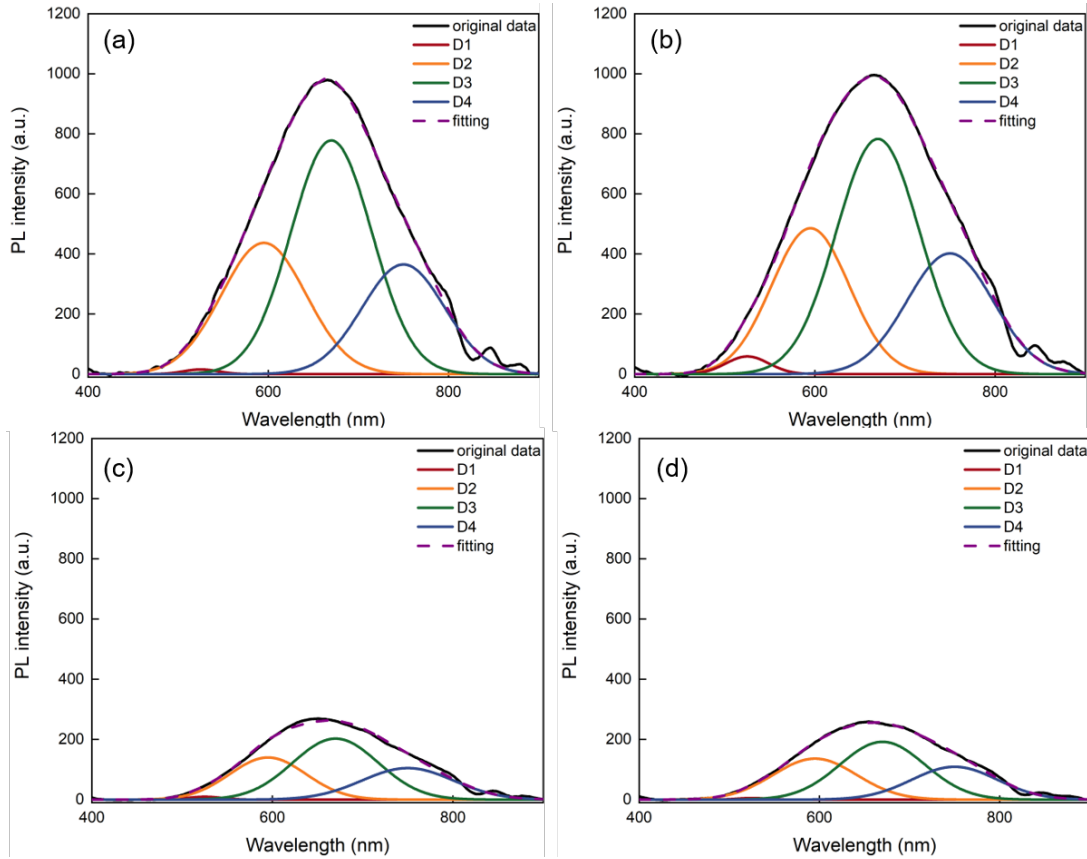 (a)
1200
1000
800
600
400
200
0
400
600
800
PL intensity (a.u.)
Wavelength (nm)
original data
D1
D2
D3
D4
fitting
(b)
1200
1000
800
600
400
200
0
400
600
800
PL intensity (a.u.)
Wavelength (nm)
original data
D1
D2
D3
D4
fitting
(c)
1200
1000
800
600
400
200
0
400
600
800
PL intensity (a.u.)
Wavelength (nm)
original data
D1
D2
D3
D4
fitting
(d)
1200
1000
800
600
400
200
0
400
600
800
PL intensity (a.u.)
Wavelength (nm)
original data
D1
D2
D3
D4
fitting